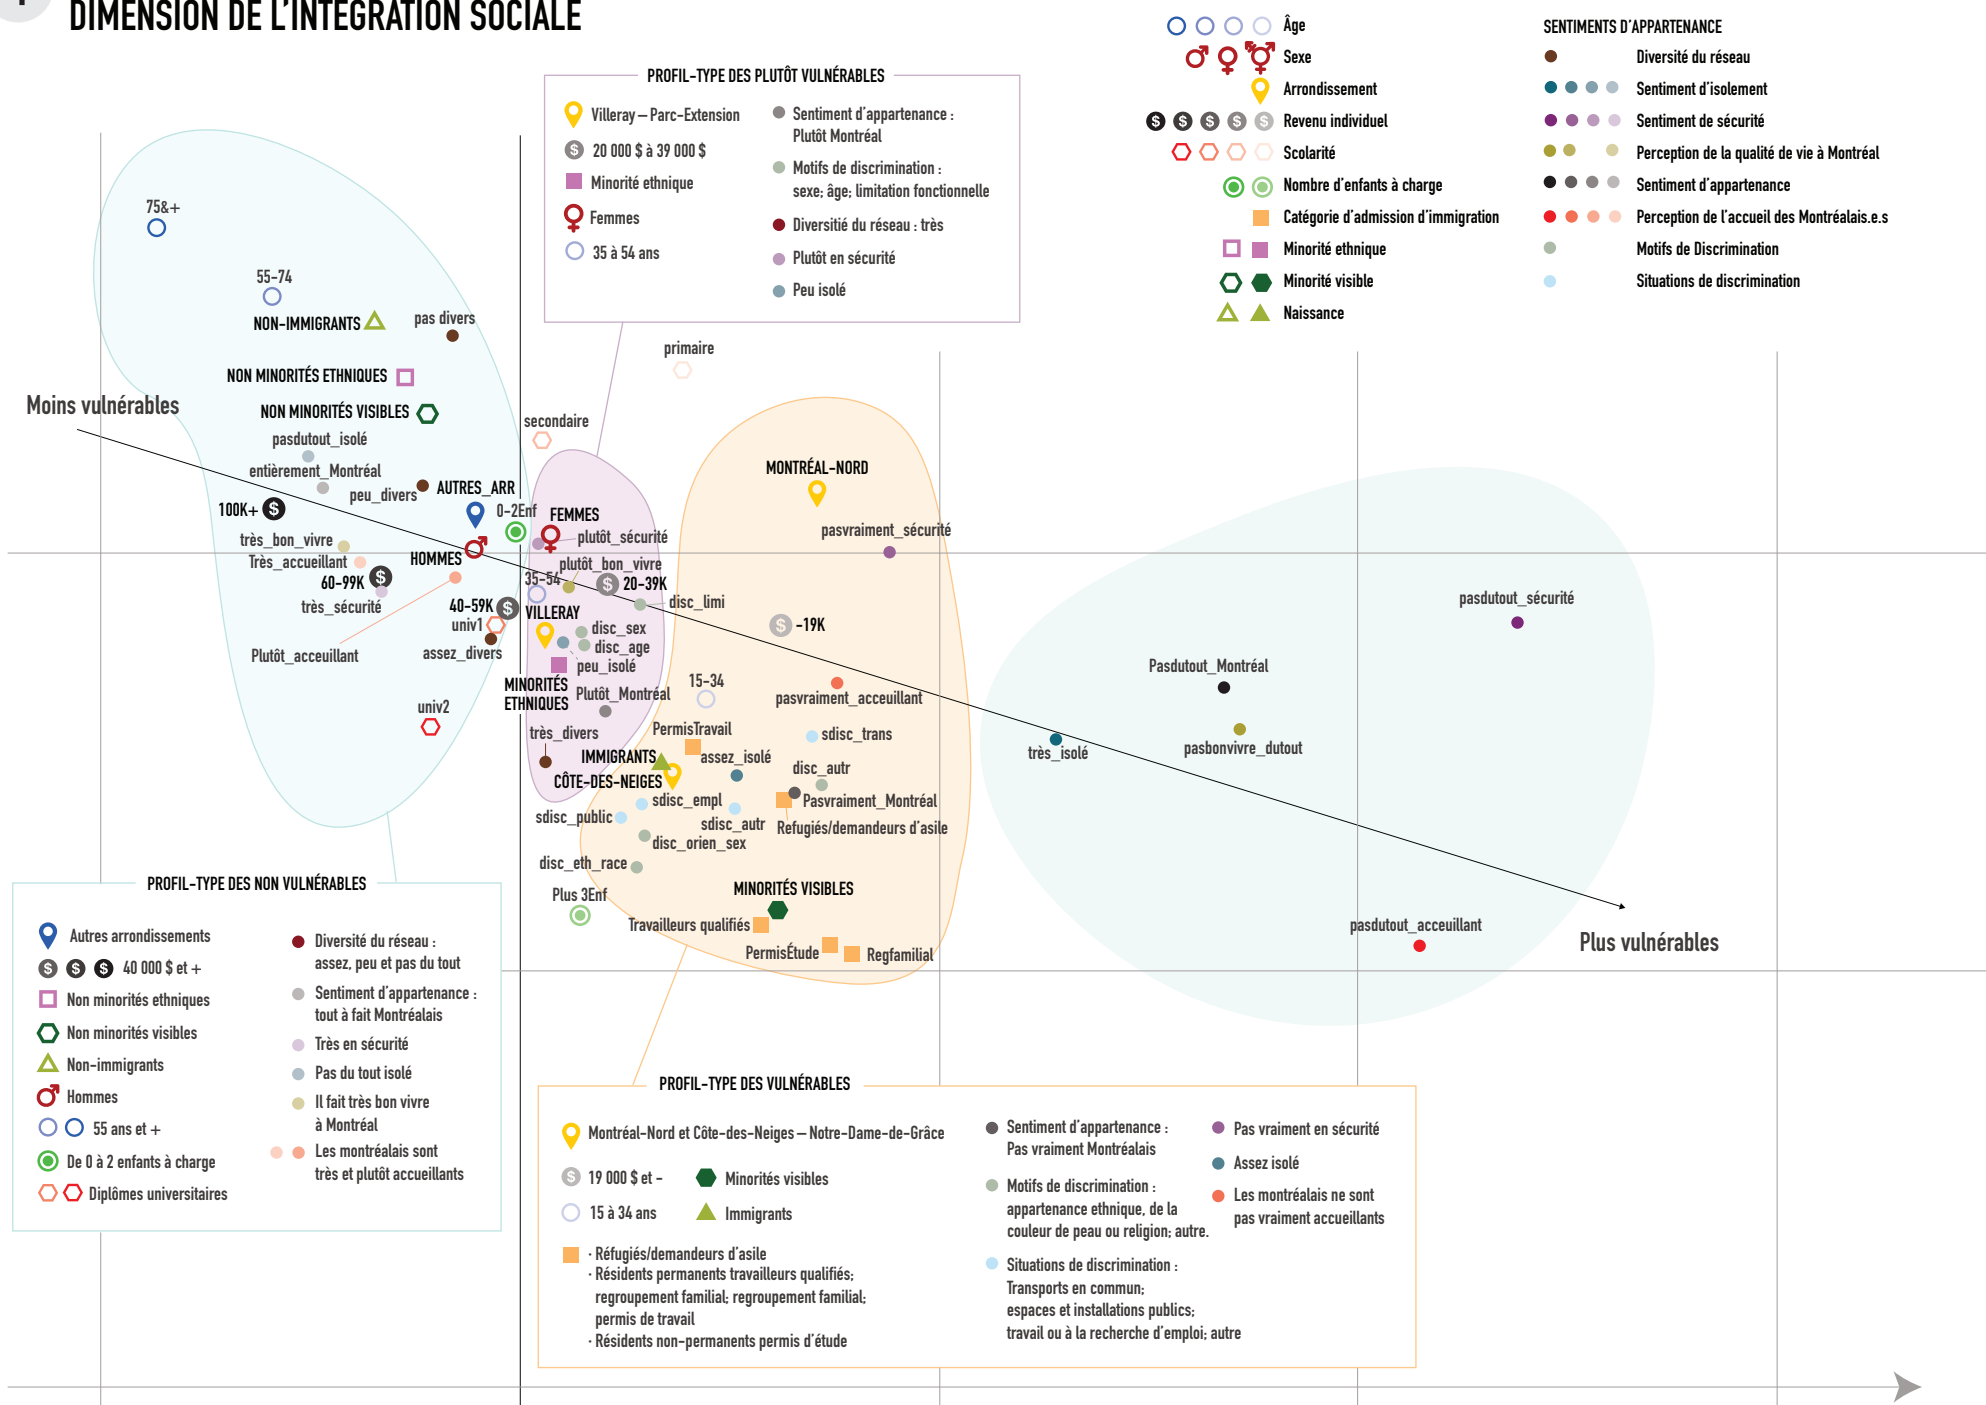 DIMENSION DE L'INTÉGRATION SOCIALE
Âge
Sexe
Arrondissement
Revenu individuel
Scolarité
Nombre d'enfants à charge
Catégorie d'admission d'immigration
Minorité ethnique
Minorité visible
Naissance
SENTIMENTS D'APPARTENANCE
Diversité du réseau
Sentiment d'isolement
Sentiment de sécurité
Perception de la qualité de vie à Montréal
Sentiment d'appartenance
Perception de l'accueil des Montréalais.e.s
Motifs de Discrimination
Situations de discrimination
PROFIL-TYPE DES PLUTÔT VULNÉRABLES
Villeray – Parc-Extension
20 000 $ à 39 000 $
Minorité ethnique
Femmes
35 à 54 ans
Sentiment d'appartenance :
Plutôt Montréal
Motifs de discrimination :
sexe; âge; limitation fonctionnelle
Diversitié du réseau : très
Plutôt en sécurité
Peu isolé
75&+
55-74
NON-IMMIGRANTS
pas divers
NON MINORITÉS ETHNIQUES
Moins vulnérables
NON MINORITÉS VISIBLES
pasdutout_isolé
entièrement_Montréal
peu_divers
AUTRES_ARR
100K+
0-2Enf
très_bon_vivre
Très_accueillant
HOMMES
60-99K
très_sécurité
40-59K
univ1
Plutôt_acceuillant
assez_divers
univ2
primaire
secondaire
FEMMES
plutôt_sécurité
plutôt_bon_vivre
35-54
20-39K
disc_limi
VILLERAY
disc_sex
disc_age
peu_isolé
MINORITÉS
ETHNIQUES
Plutôt_Montréal
très_divers
MONTRÉAL-NORD
pasvraiment_sécurité
-19K
15-34
pasvraiment_acceuillant
PermisTravail
sdisc_trans
IMMIGRANTS
assez_isolé
CÔTE-DES-NEIGES
disc_autr
sdisc_empl
Pasvraiment_Montréal
sdisc_public
sdisc_autr
Refugiés/demandeurs d'asile
disc_orien_sex
disc_eth_race
Plus 3Enf
MINORITÉS VISIBLES
Travailleurs qualifiés
PermisÉtude
Regfamilial
pasdutout_sécurité
Pasdutout_Montréal
très_isolé
pasbonvivre_dutout
pasdutout_acceuillant
Plus vulnérables
PROFIL-TYPE DES NON VULNÉRABLES
Autres arrondissements
40 000 $ et +
Non minorités ethniques
Non minorités visibles
Non-immigrants
Hommes
55 ans et +
De 0 à 2 enfants à charge
Diplômes universitaires
Diversité du réseau :
assez, peu et pas du tout
Sentiment d'appartenance :
tout à fait Montréalais
Très en sécurité
Pas du tout isolé
Il fait très bon vivre
à Montréal
Les montréalais sont
très et plutôt accueillants
PROFIL-TYPE DES VULNÉRABLES
Montréal-Nord et Côte-des-Neiges – Notre-Dame-de-Grâce
19 000 $ et -
Minorités visibles
15 à 34 ans
Immigrants
· Réfugiés/demandeurs d'asile
· Résidents permanents travailleurs qualifiés;
regroupement familial; regroupement familial;
permis de travail
· Résidents non-permanents permis d'étude
Sentiment d'appartenance :
Pas vraiment Montréalais
Motifs de discrimination :
appartenance ethnique, de la
couleur de peau ou religion; autre.
Situations de discrimination :
Transports en commun;
espaces et installations publics;
travail ou à la recherche d'emploi; autre
Pas vraiment en sécurité
Assez isolé
Les montréalais ne sont
pas vraiment accueillants